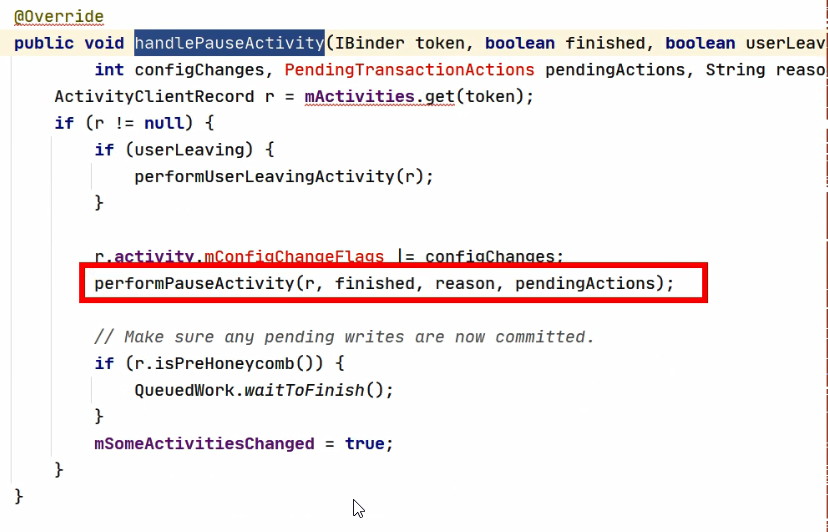 @Override
public void handlePauseActivity(IBinder token, boolean finished, boolean userLeav
int configChanges, PendingTransactionActions pendingActions, String reaso
ActivityClientRecord r = mActivities.get(token);
if (r != null) {
if (userLeaving) {
performUserLeavingActivity(r);
}
r.activity.mConfigChangeFlags |= configChanges;
performPauseActivity(r, finished, reason, pendingActions);
// Make sure any pending writes are now committed.
if (r.isPreHoneycomb()) {
QueuedWork.waitToFinish();
}
mSomeActivitiesChanged = true;
}
}